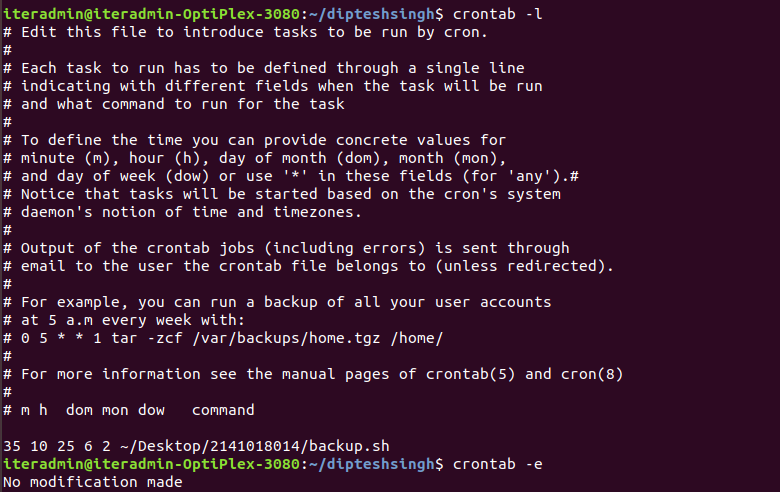 iteradmin@iteradmin-OptiPlex-3080:~/dipteshsingh$ crontab -l
# Edit this file to introduce tasks to be run by cron.
#
# Each task to run has to be defined through a single line
# indicating with different fields when the task will be run
# and what command to run for the task
#
# To define the time you can provide concrete values for
# minute (m), hour (h), day of month (dom), month (mon),
# and day of week (dow) or use '*' in these fields (for 'any').#
# Notice that tasks will be started based on the cron's system
# daemon's notion of time and timezones.
#
# Output of the crontab jobs (including errors) is sent through
# email to the user the crontab file belongs to (unless redirected).
#
# For example, you can run a backup of all your user accounts
# at 5 a.m every week with:
# 0 5 * * 1 tar -zcf /var/backups/home.tgz /home/
#
# For more information see the manual pages of crontab(5) and cron(8)
#
# m h  dom mon dow   command

35 10 25 6 2 ~/Desktop/2141018014/backup.sh
iteradmin@iteradmin-OptiPlex-3080:~/dipteshsingh$ crontab -e
No modification made